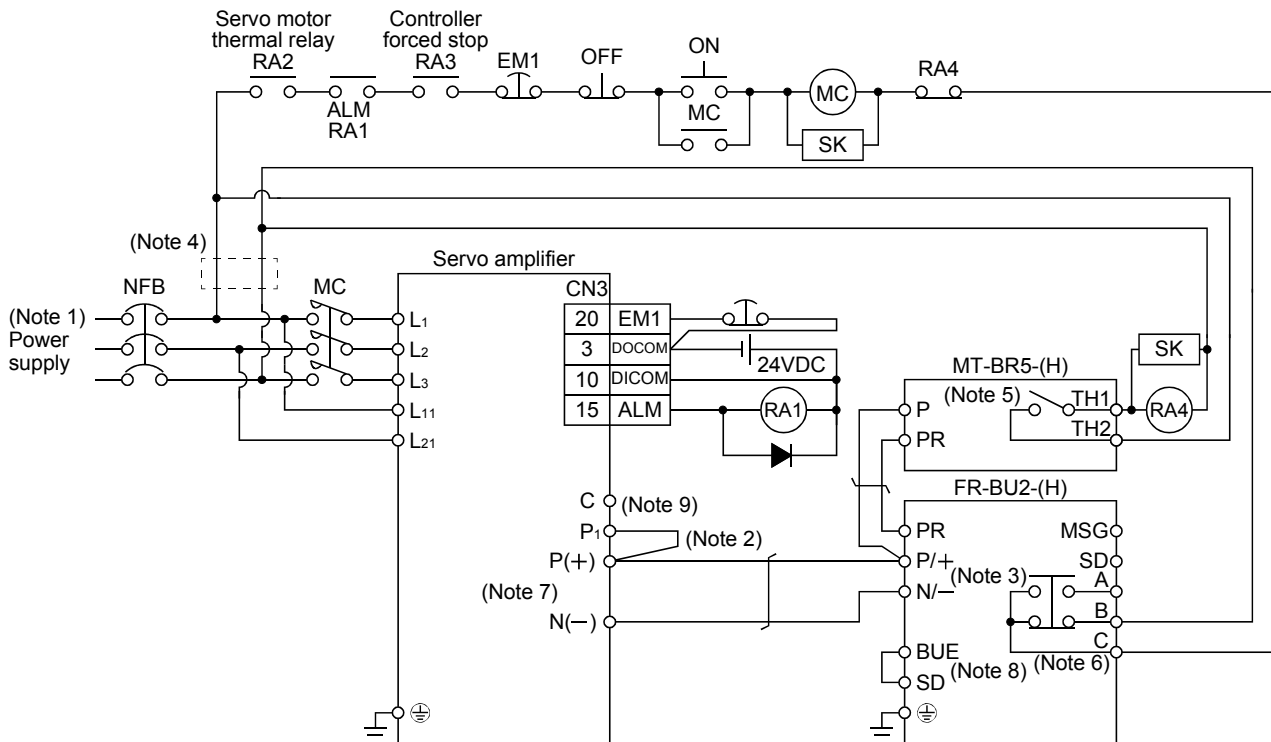 Servo motor
thermal relay
RA2
Controller
forced stop
RA3
EM1
OFF
ON
MC
MC
SK
RA4
ALM
RA1
(Note 4)
NFB
MC
Servo amplifier
(Note 1)
Power
supply
L1
L2
L3
L11
L21
CN3
20 EM1
3 DOCOM
10 DICOM
15 ALM
24VDC
RA1
C (Note 9)
P1
(Note 2)
P(+)
(Note 7)
N(−)
SK
MT-BR5-(H)
(Note 5)
P
PR
TH1
TH2
RA4
FR-BU2-(H)
PR
P/+
N/−
MSG
SD
(Note 3)
A
B
C
BUE
(Note 8)
(Note 6)
SD